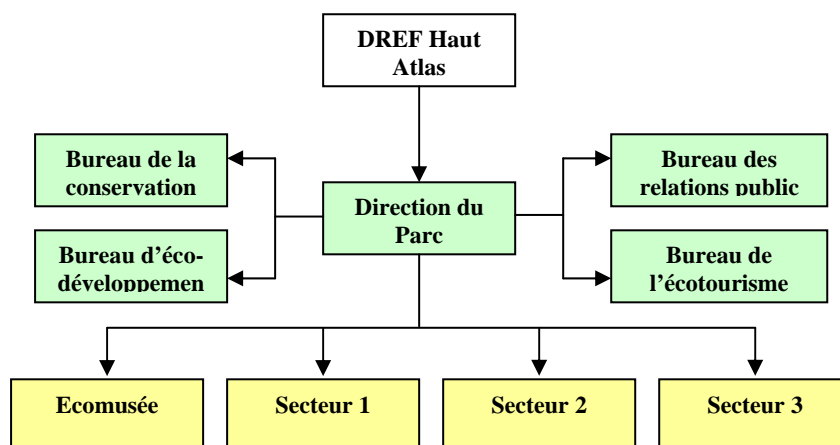 DREF Haut
Atlas
Bureau de la
conservation
Bureau des
relations public
Direction du
Parc
Bureau d'éco-
développemen
Bureau de
l'écotourisme
Ecomusée
Secteur 1
Secteur 2
Secteur 3